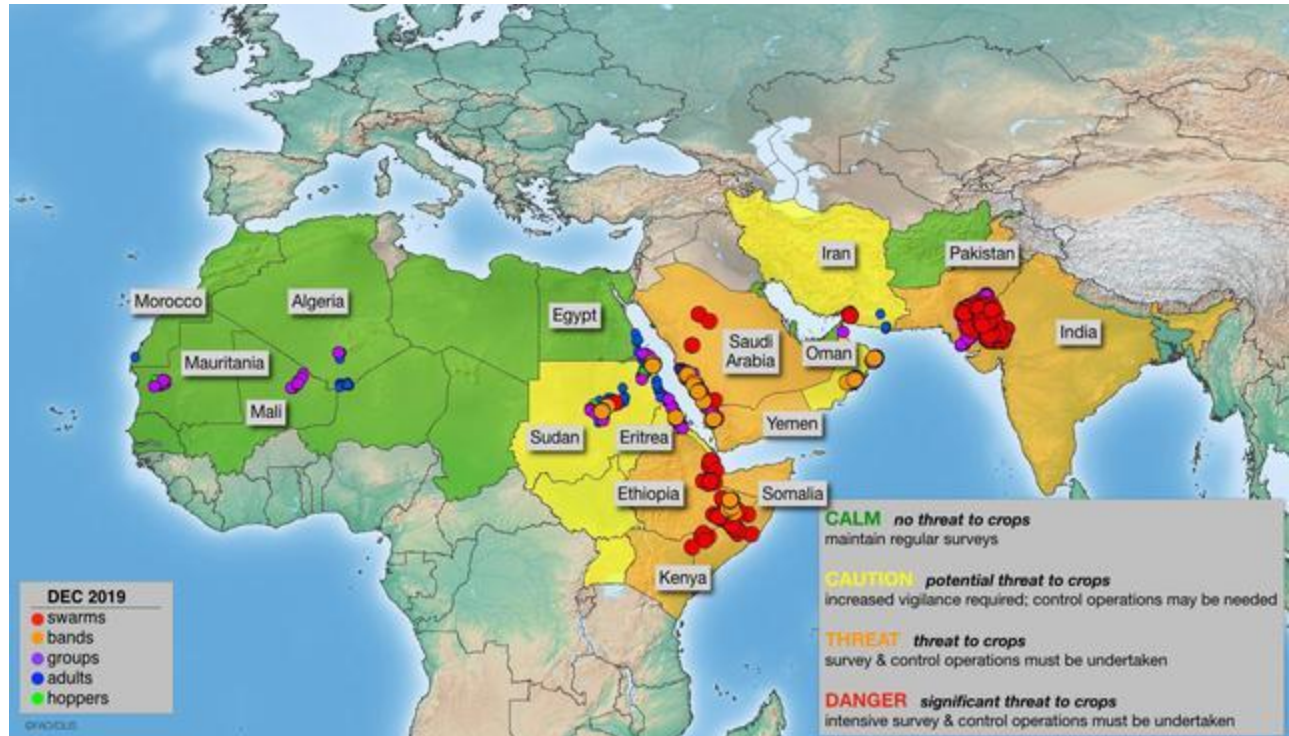 Iran
Pakistan
Morocco
Algeria
Egypt
Saudi
Arabia
India
Mauritania
Oman
Mali
Sudan
Eritrea
Yemen
Ethiopia
Somalia
Kenya
CALM no threat to crops
maintain regular surveys
CAUTION potential threat to crops
increased vigilance required; control operations may be needed
THREAT threat to crops
survey & control operations must be undertaken
DANGER significant threat to crops
intensive survey & control operations must be undertaken
DEC 2019
swarms
bands
groups
adults
hoppers